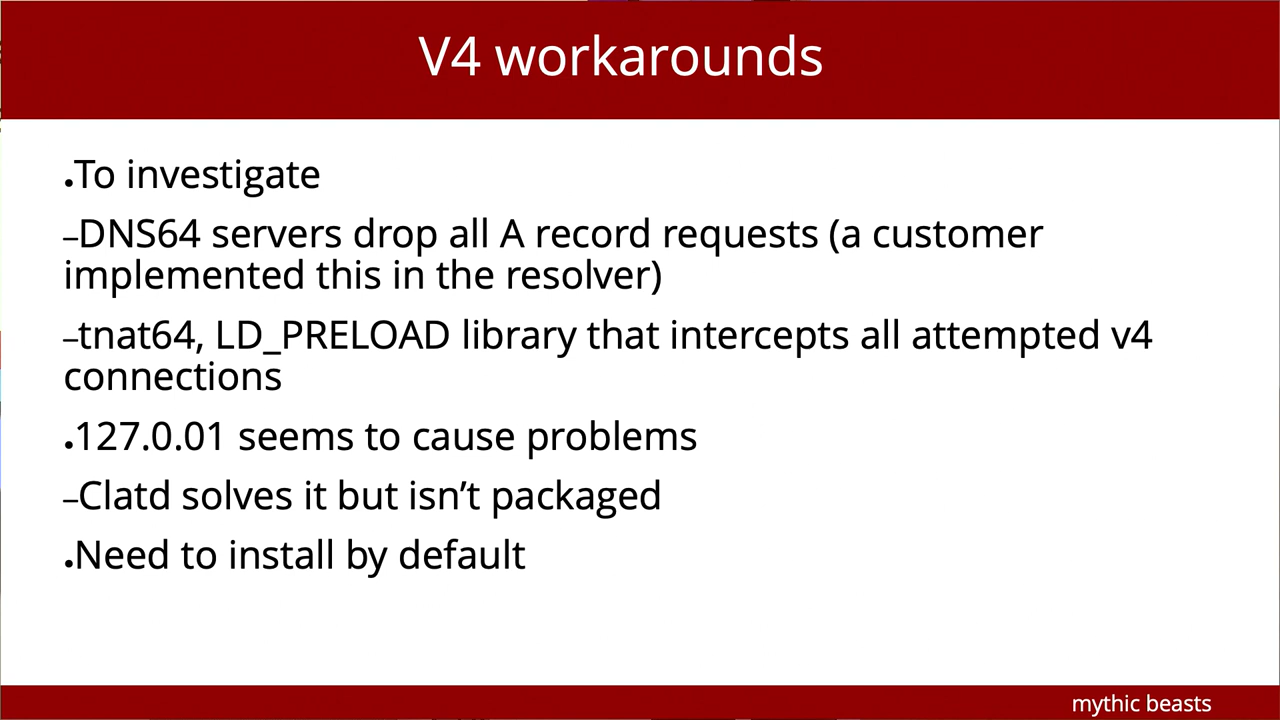 V4 workarounds
●To investigate
–DNS64 servers drop all A record requests (a customer
implemented this in the resolver)
–tnat64, LD_PRELOAD library that intercepts all attempted v4
connections
●127.0.01 seems to cause problems
–Clatd solves it but isn’t packaged
●Need to install by default
mythic beasts